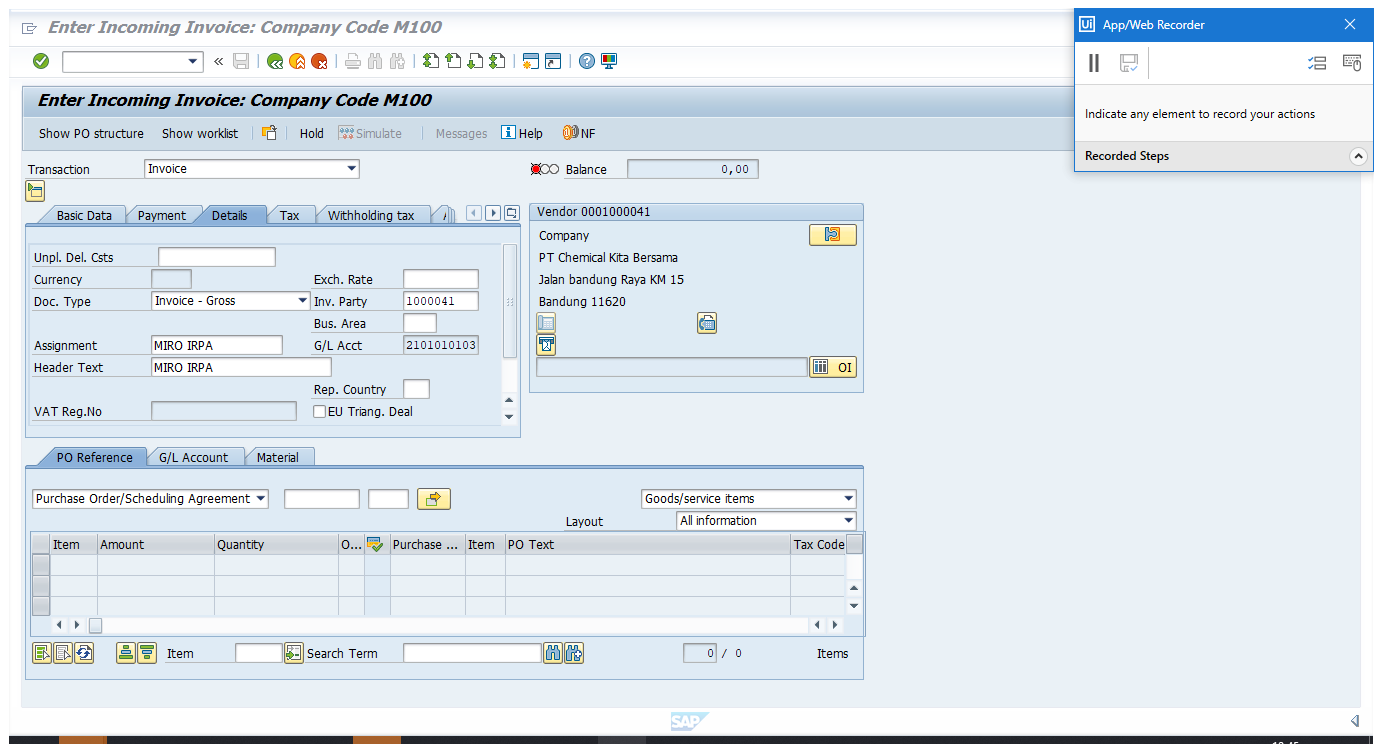 Enter Incoming Invoice: Company Code M100
Ui App/Web Recorder
Indicate any element to record your actions
Recorded Steps
Enter Incoming Invoice: Company Code M100
Show PO structure Show worklist Hold Simulate Messages Help NF
Transaction Invoice Balance 0,00
Basic Data Payment Details Tax Withholding tax
Unpl. Del. Csts
Currency Exch. Rate
Doc. Type Invoice - Gross Inv. Party 1000041
Bus. Area
Assignment MIRO IRPA G/L Acct 2101010103
Header Text MIRO IRPA
Rep. Country
VAT Reg.No EU Triang. Deal
Vendor 0001000041
Company
PT Chemical Kita Bersama
Jalan bandung Raya KM 15
Bandung 11620
OI
PO Reference G/L Account Material
Purchase Order/Scheduling Agreement Goods/service items
Layout All information
Item Amount Quantity O... Purchase ... Item PO Text Tax Code
Item Search Term 0 / 0 Items
SAP